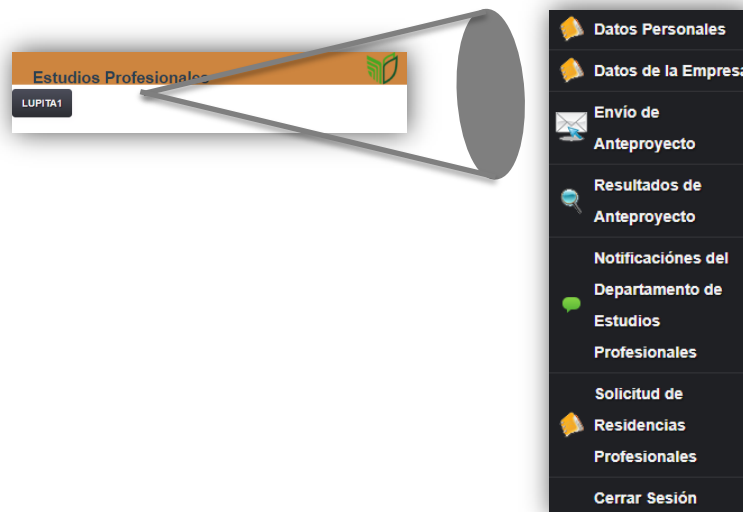 Estudios Profesionales
LUPITA1
Datos Personales
Datos de la Empresa
Envío de
Anteproyecto
Resultados de
Anteproyecto
Notificaciónes del
Departamento de
Estudios
Profesionales
Solicitud de
Residencias
Profesionales
Cerrar Sesión